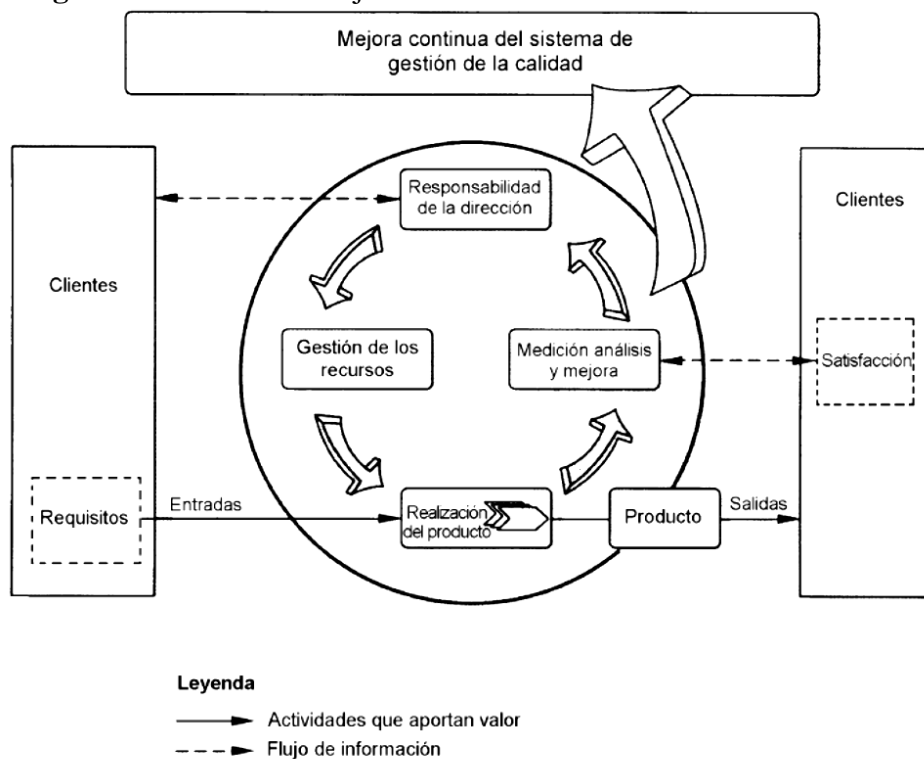 Mejora continua del sistema de
gestión de la calidad
Responsabilidad
de la dirección
Clientes
Clientes
Gestión de los
recursos
Medición análisis
y mejora
Satisfacción
Requisitos
Entradas
Realización
del producto
Producto
Salidas
Leyenda
Actividades que aportan valor
Flujo de información